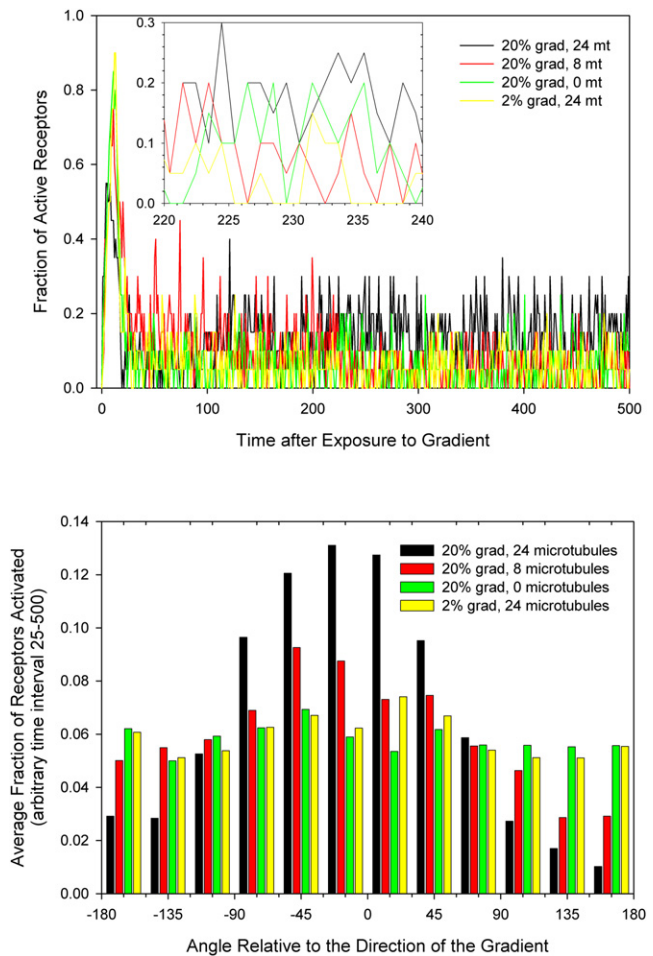 1.0
0.8
0.6
0.4
0.2
0.0
Fraction of Active Receptors
0.3
0.2
0.1
0.0
220 225 230 235 240
20% grad, 24 mt
20% grad, 8 mt
20% grad, 0 mt
2% grad, 24 mt
0 100 200 300 400 500
Time after Exposure to Gradient
0.14
0.12
0.10
0.08
0.06
0.04
0.02
0.00
Average Fraction of Receptors Activated
(arbitrary time interval 25-500)
20% grad, 24 microtubules
20% grad, 8 microtubules
20% grad, 0 microtubules
2% grad, 24 microtubules
-180 -135 -90 -45 0 45 90 135 180
Angle Relative to the Direction of the Gradient